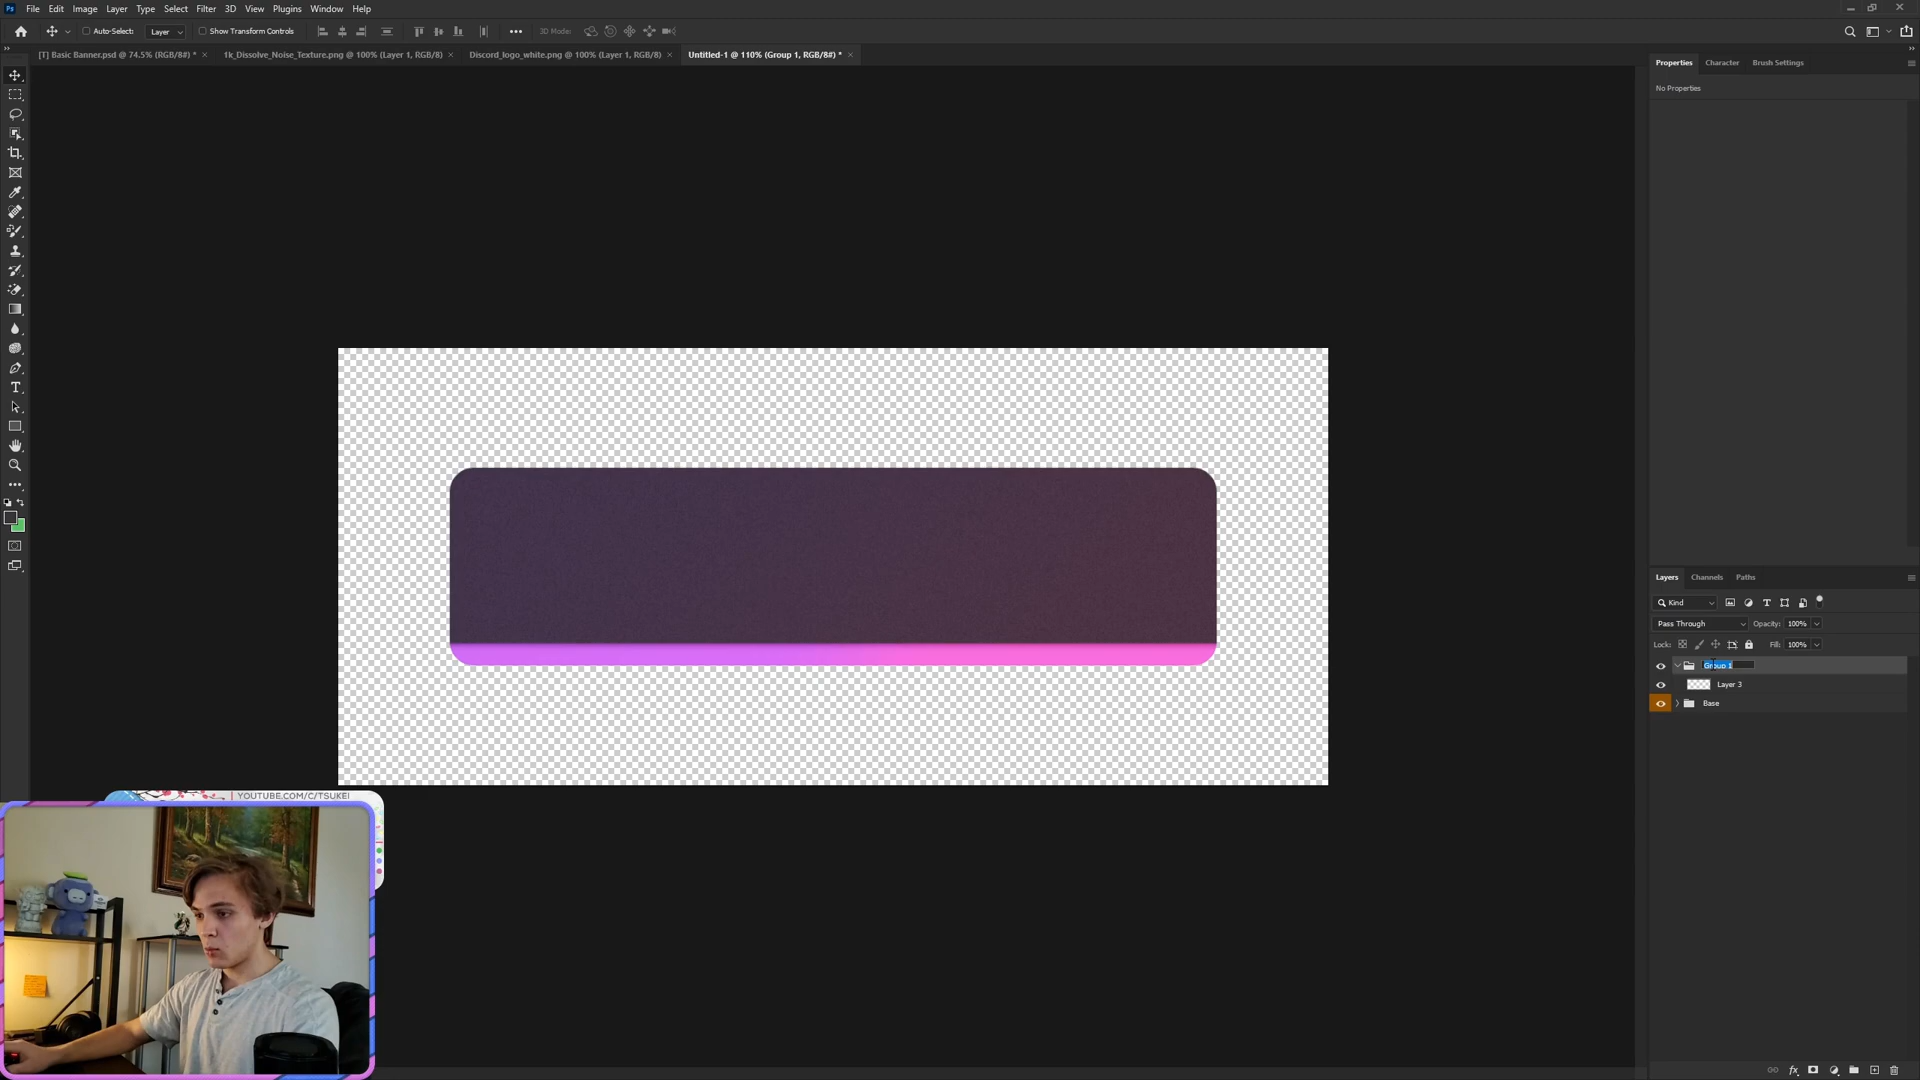 Ps File Edit Image Layer Type Select Filter 3D View Plugins Window Help
Auto-Select: Layer Show Transform Controls 3D Mode:
[T] Basic Banner.psd @ 74.5% (RGB/8#) * 1k_Dissolve_Noise_Texture.png @ 100% (Layer 1, RGB/8) Discord_logo_white.png @ 100% (Layer 1, RGB/8) Untitled-1 @ 110% (Group 1, RGB/8#) *
Properties Character Brush Settings
No Properties
Layers Channels Paths
Kind
Pass Through Opacity: 100%
Lock: Fill: 100%
Group 1
Layer 3
Base
YOUTUBE.COM/C/TSUKEI